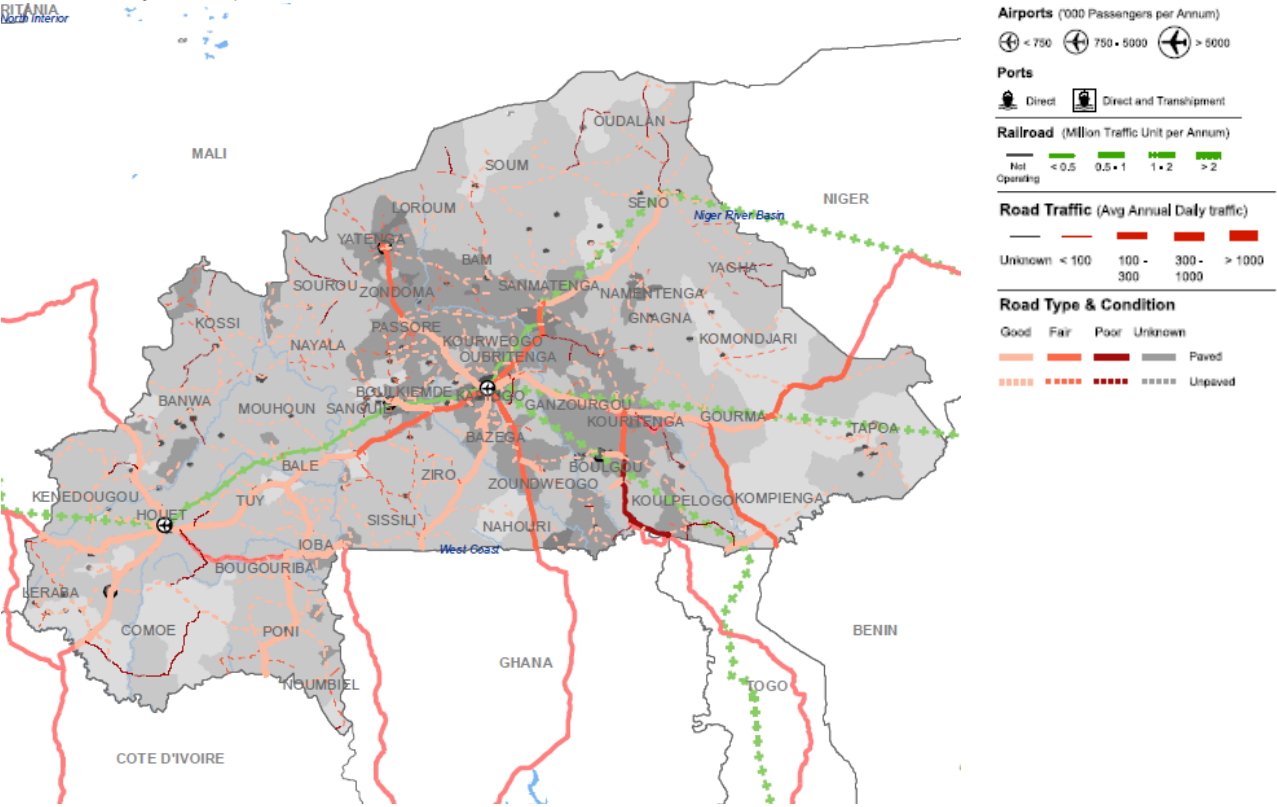 RITANIA
North Interior
MALI
OUDALAN
SOUM
NIGER
SENO
LOROUM
Niger River Basin
YATENGA
BAM
YAGHA
SOUROU
ZONDOMA
SANMATENGA
NAMENTENGA
KOSSI
PASSORE
GNAGNA
NAYALA
KOURWEOGO
KOMONDJARI
OUBRITENGA
BOULKIEMDE
BANWA
MOUHOUN
SANGUIE
GANZOURGOU
KOURITENGA
GOURMA
TAPOA
BAZEGA
BALE
ZIRO
BOULGOU
ZOUNDWEOGO
KENEDOUGOU
TUY
KOULPELOGO
KOMPIENGA
HOUET
SISSILI
NAHOURI
IOBA
West Coast
BOUGOURIBA
LERABA
COMOE
PONI
BENIN
GHANA
NOUMBIEL
TOGO
COTE D'IVOIRE
Airports ('000 Passengers per Annum)
< 750 750 - 5000 > 5000
Ports
Direct Direct and Transhipment
Railroad (Million Traffic Unit per Annum)
Not Operating < 0.5 0.5 - 1 1 - 2 > 2
Road Traffic (Avg Annual Daily traffic)
Unknown < 100 100 - 300 300 - 1000 > 1000
Road Type & Condition
Good Fair Poor Unknown
Paved
Unpaved